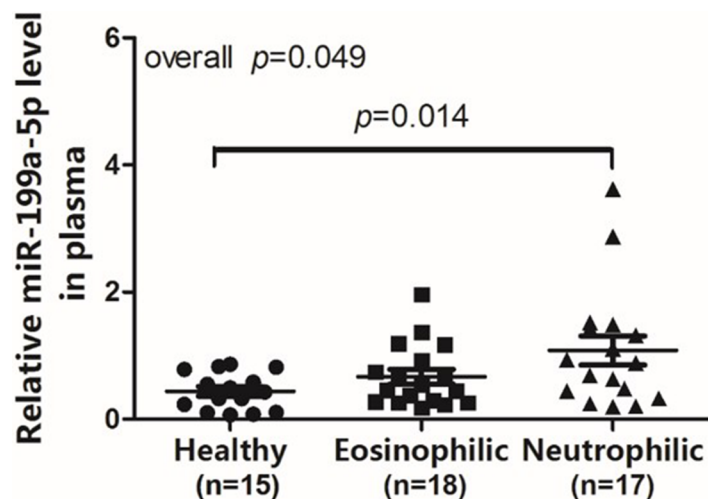 Relative miR-199a-5p level
in plasma
6
4
2
0
overall p=0.049
p=0.014
Healthy Eosinophilic Neutrophilic
(n=15) (n=18) (n=17)